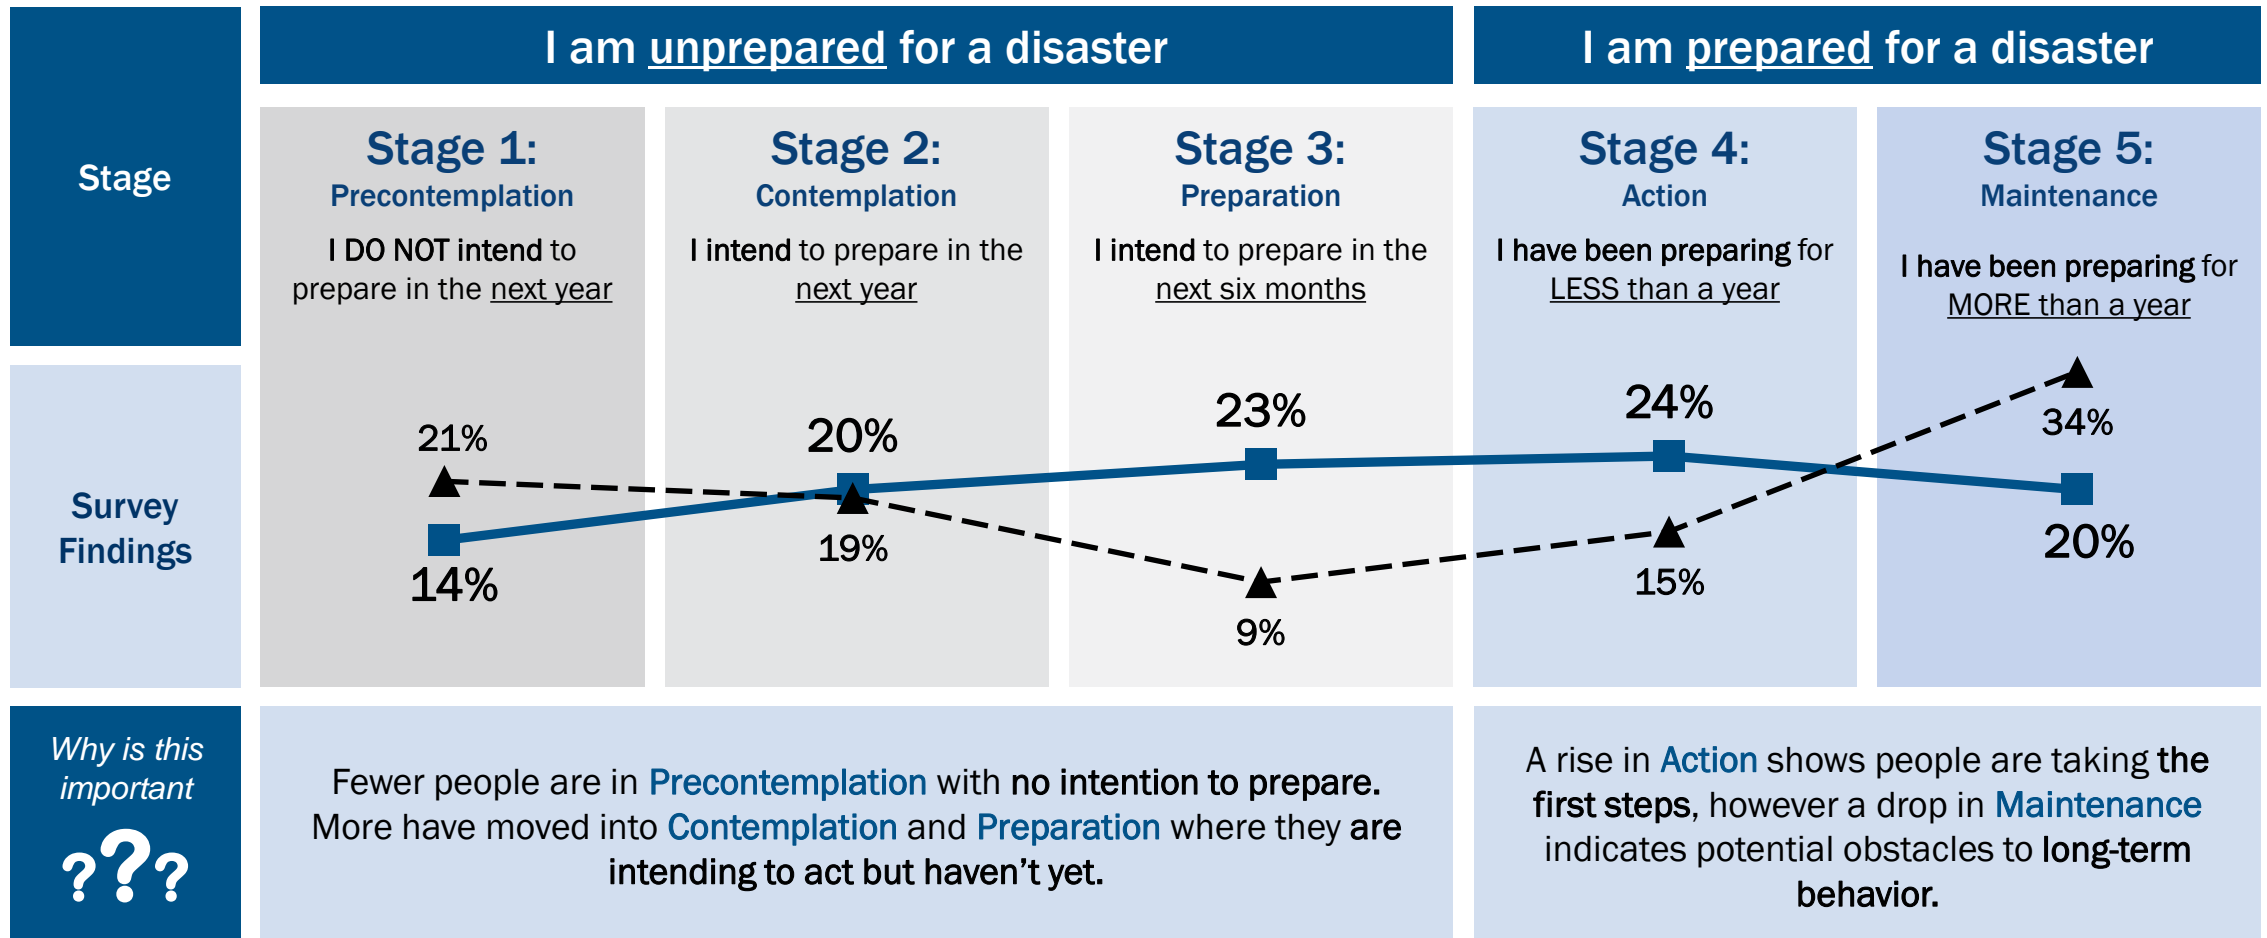 Stage
I am unprepared for a disaster
I am prepared for a disaster
Stage 1:
Precontemplation
I DO NOT intend to
prepare in the next year
Stage 2:
Contemplation
I intend to prepare in the
next year
Stage 3:
Preparation
I intend to prepare in the
next six months
Stage 4:
Action
I have been preparing for
LESS than a year
Stage 5:
Maintenance
I have been preparing for
MORE than a year
Survey
Findings
21%
14%
20%
19%
23%
9%
24%
15%
34%
20%
Why is this
important
???
Fewer people are in Precontemplation with no intention to prepare.
More have moved into Contemplation and Preparation where they are
intending to act but haven’t yet.
A rise in Action shows people are taking the
first steps, however a drop in Maintenance
indicates potential obstacles to long-term
behavior.